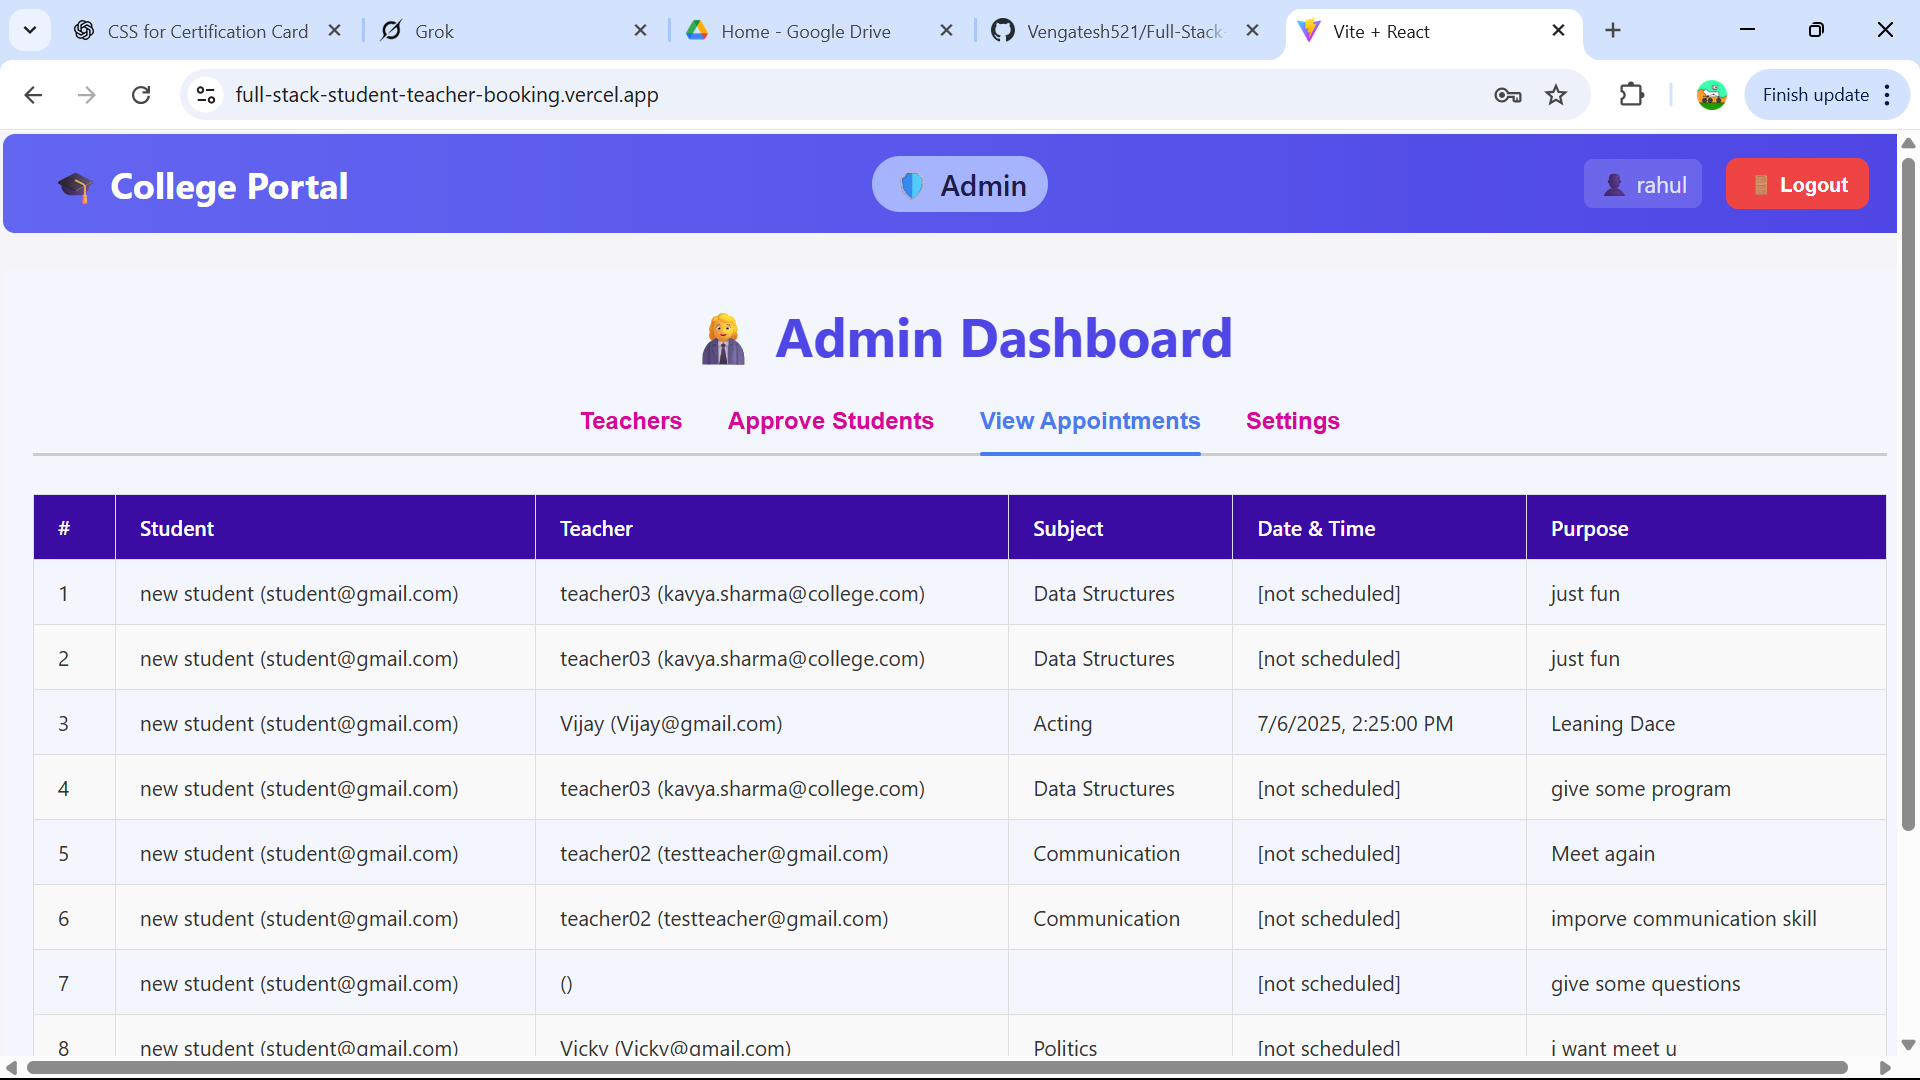 CSS for Certification Card
Grok
Home - Google Drive
Vengatesh521/Full-Stack-
Vite + React
full-stack-student-teacher-booking.vercel.app
Finish update
College Portal
Admin
rahul
Logout
Admin Dashboard
Teachers Approve Students View Appointments Settings
# Student Teacher Subject Date & Time Purpose
1 new student (student@gmail.com) teacher03 (kavya.sharma@college.com) Data Structures [not scheduled] just fun
2 new student (student@gmail.com) teacher03 (kavya.sharma@college.com) Data Structures [not scheduled] just fun
3 new student (student@gmail.com) Vijay (Vijay@gmail.com) Acting 7/6/2025, 2:25:00 PM Leaning Dace
4 new student (student@gmail.com) teacher03 (kavya.sharma@college.com) Data Structures [not scheduled] give some program
5 new student (student@gmail.com) teacher02 (testteacher@gmail.com) Communication [not scheduled] Meet again
6 new student (student@gmail.com) teacher02 (testteacher@gmail.com) Communication [not scheduled] imporve communication skill
7 new student (student@gmail.com) () [not scheduled] give some questions
8 new student (student@gmail.com) Vicky (Vicky@gmail.com) Politics [not scheduled] i want meet u